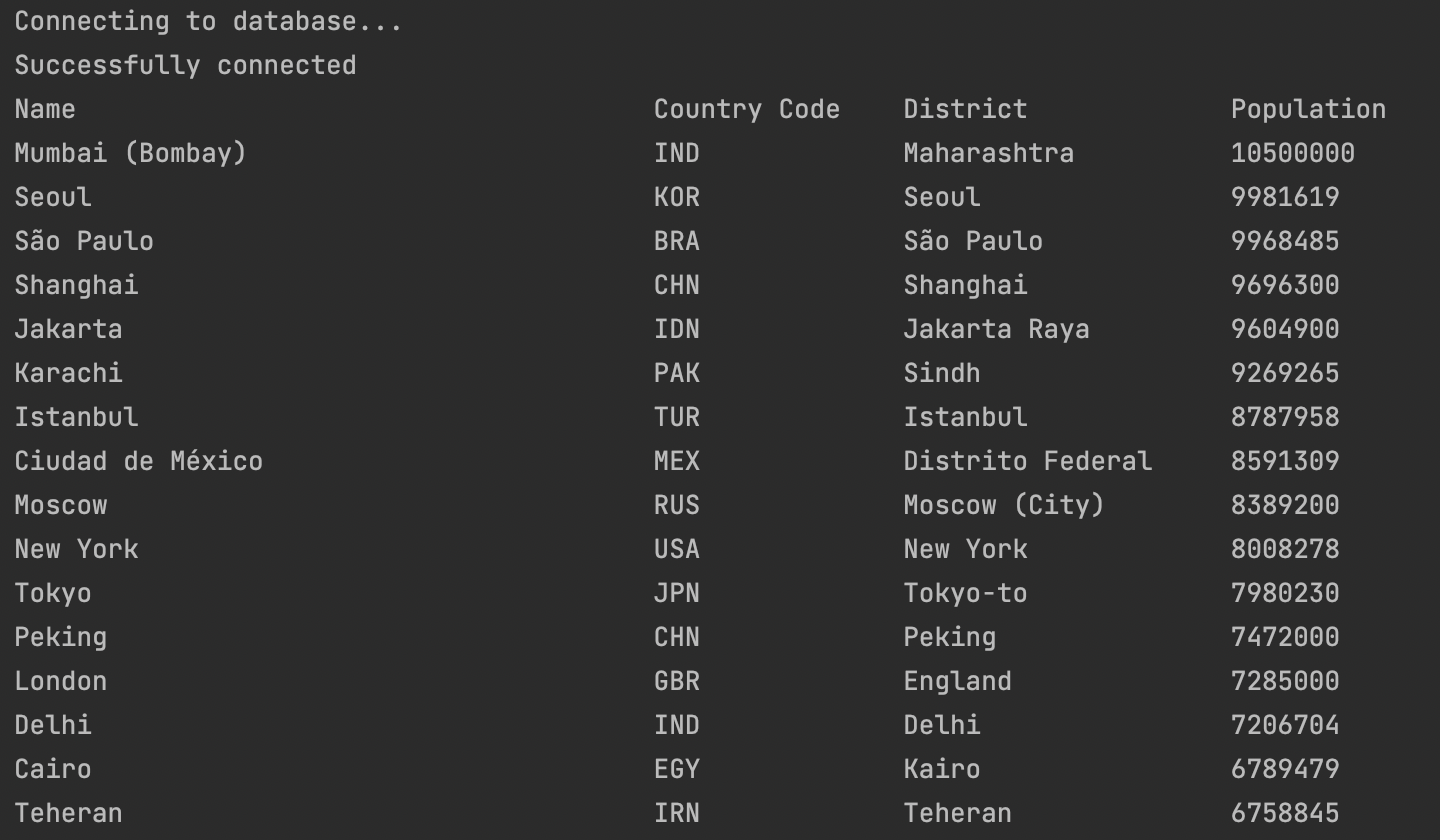 Connecting to database...
Successfully connected
Name Country Code District Population
Mumbai (Bombay) IND Maharashtra 10500000
Seoul KOR Seoul 9981619
São Paulo BRA São Paulo 9968485
Shanghai CHN Shanghai 9696300
Jakarta IDN Jakarta Raya 9604900
Karachi PAK Sindh 9269265
Istanbul TUR Istanbul 8787958
Ciudad de México MEX Distrito Federal 8591309
Moscow RUS Moscow (City) 8389200
New York USA New York 8008278
Tokyo JPN Tokyo-to 7980230
Peking CHN Peking 7472000
London GBR England 7285000
Delhi IND Delhi 7206704
Cairo EGY Kairo 6789479
Teheran IRN Teheran 6758845